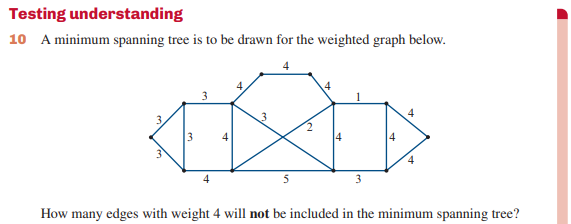 Testing understanding
10 A minimum spanning tree is to be drawn for the weighted graph below.
4
4 4
3 1
3 3 4
3 4 2 4 4
3 4
4 5 3
How many edges with weight 4 will not be included in the minimum spanning tree?